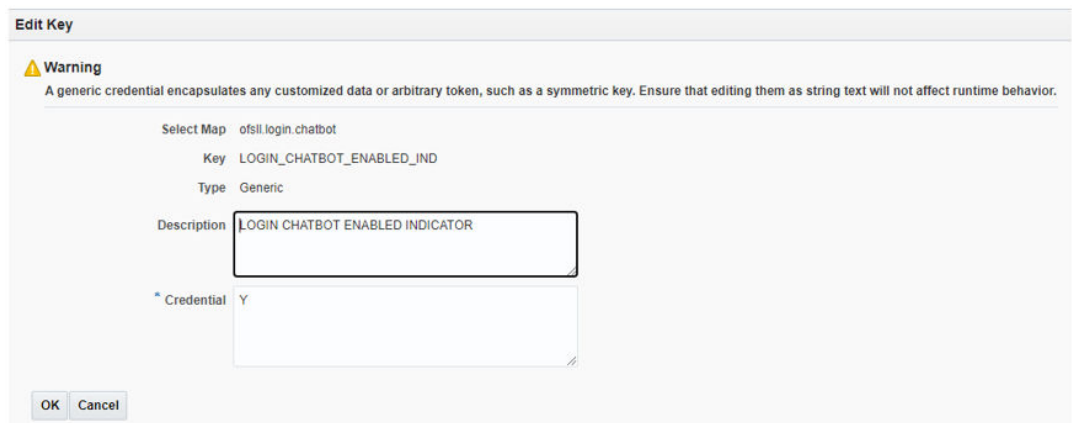 Edit Key
Warning
A generic credential encapsulates any customized data or arbitrary token, such as a symmetric key. Ensure that editing them as string text will not affect runtime behavior.
Select Map ofsll.login.chatbot
Key LOGIN_CHATBOT_ENABLED_IND
Type Generic
Description LOGIN CHATBOT ENABLED INDICATOR
* Credential Y
OK Cancel